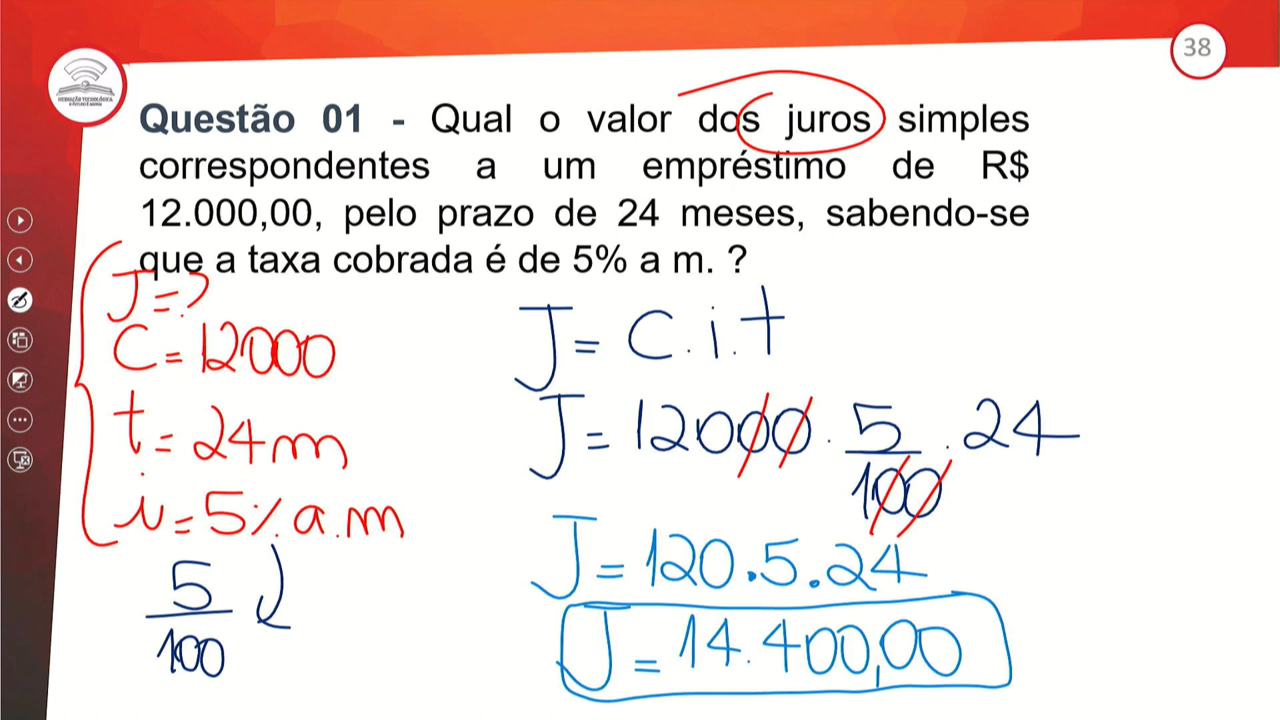 38
MEDIAÇÃO TECNOLÓGICA
Questão 01 - Qual o valor dos juros simples
correspondentes a um empréstimo de R$
12.000,00, pelo prazo de 24 meses, sabendo-se
que a taxa cobrada é de 5% a m. ?
J=?
C=12000
t=24m
i=5%a.m
5
100
J=C.i.t
J=12000.5/100.24
J=120.5.24
J=14.400,00